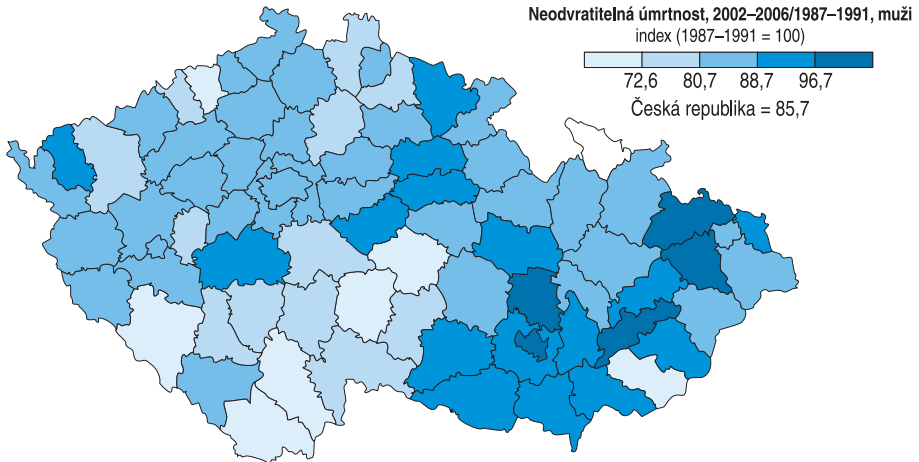 Neodvratitelná úmrtnost, 2002–2006/1987–1991, muži
index (1987–1991 = 100)
72,6 80,7 88,7 96,7
Česká republika = 85,7